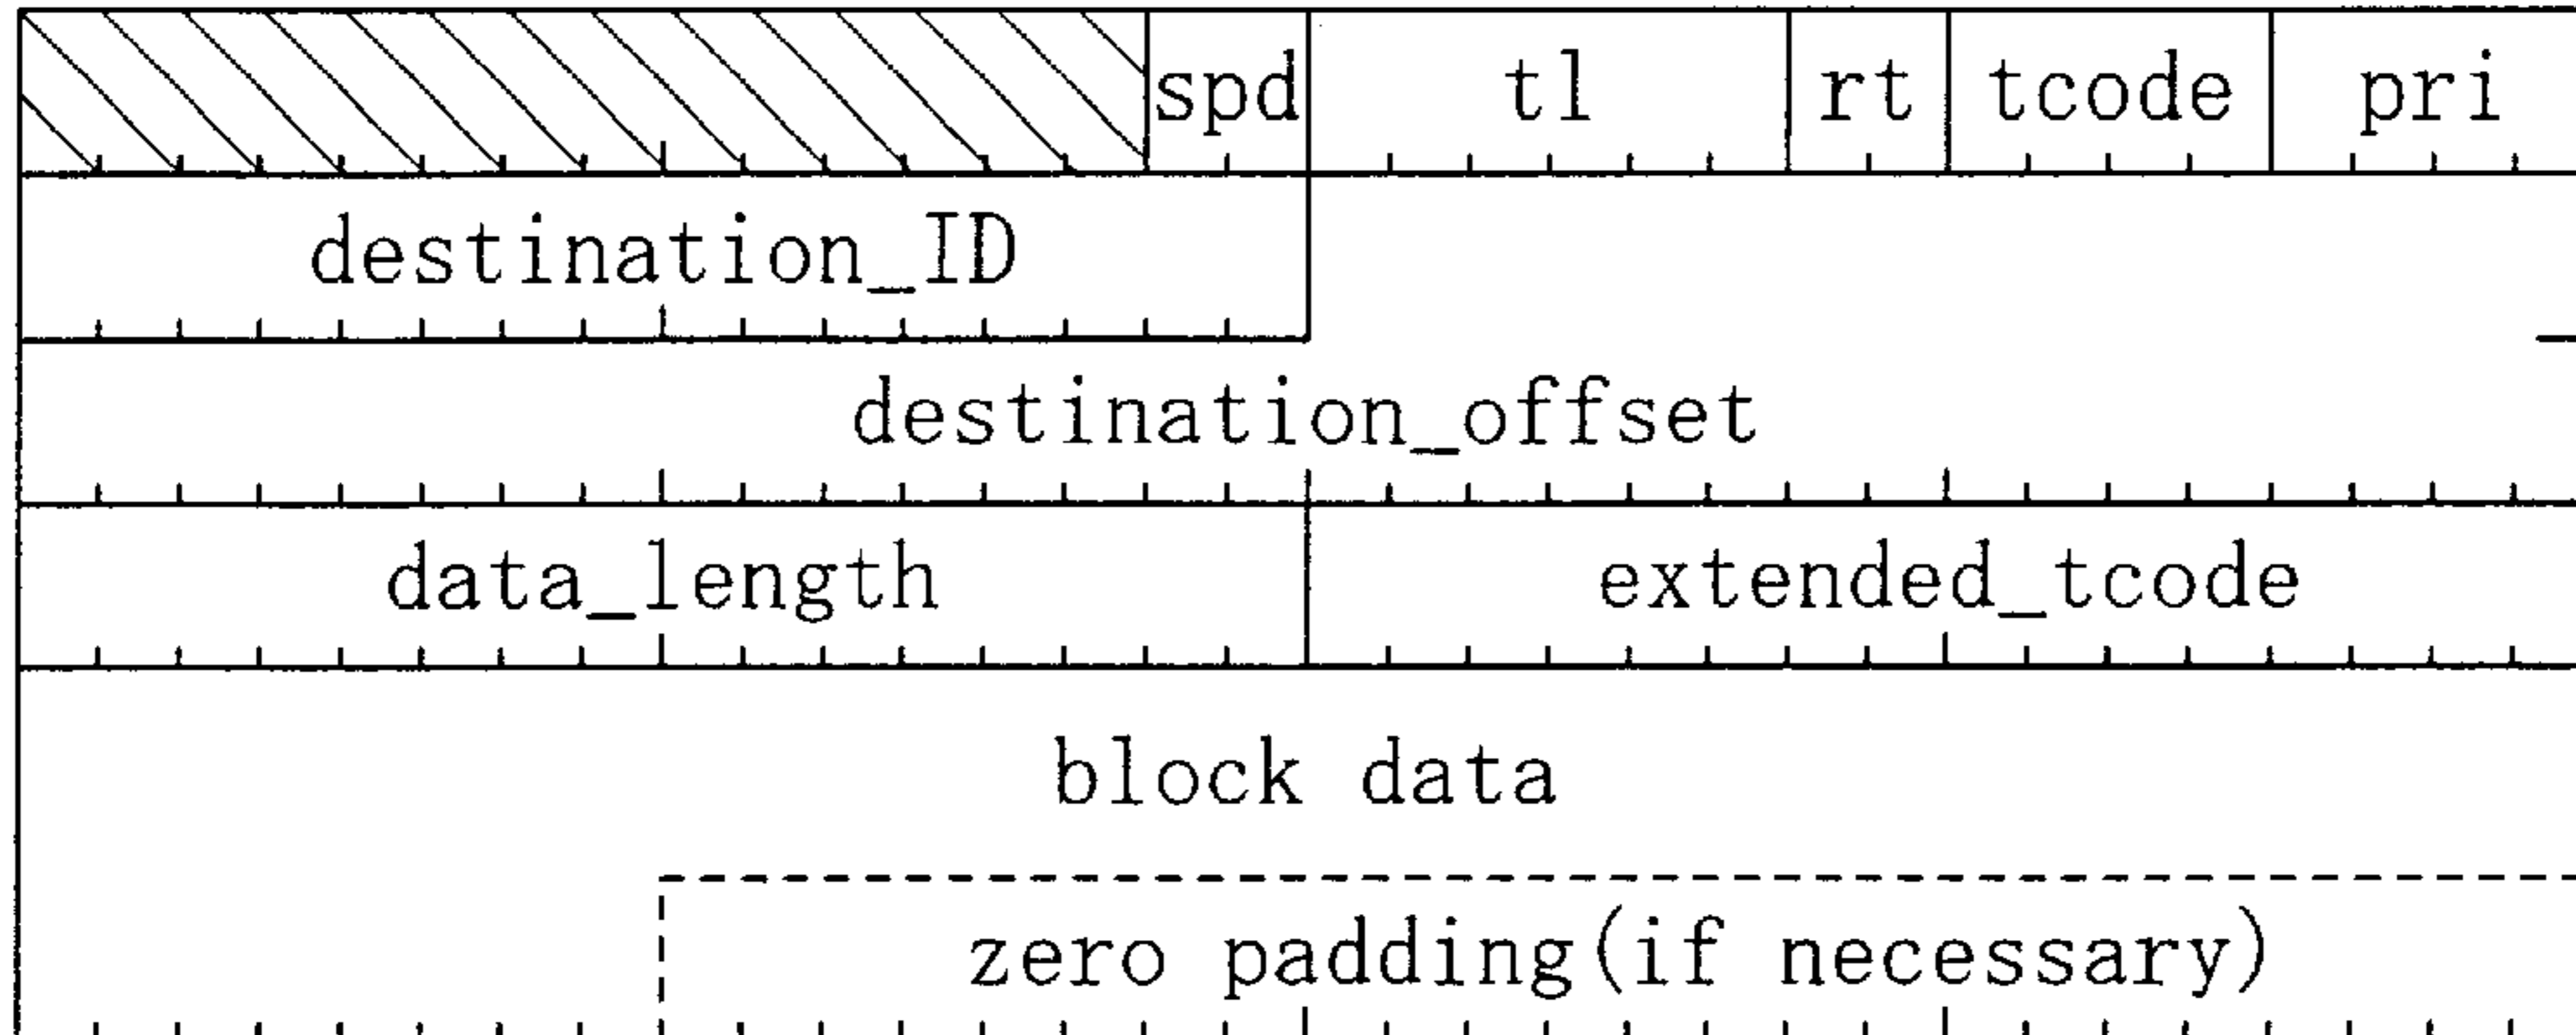 spd tl rt tcode pri
destination_ID
destination_offset
data_length extended_tcode
block data
zero padding(if necessary)